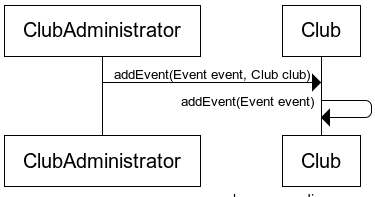 ClubAdministrator Club
addEvent(Event event, Club club)
addEvent(Event event)
ClubAdministrator Club